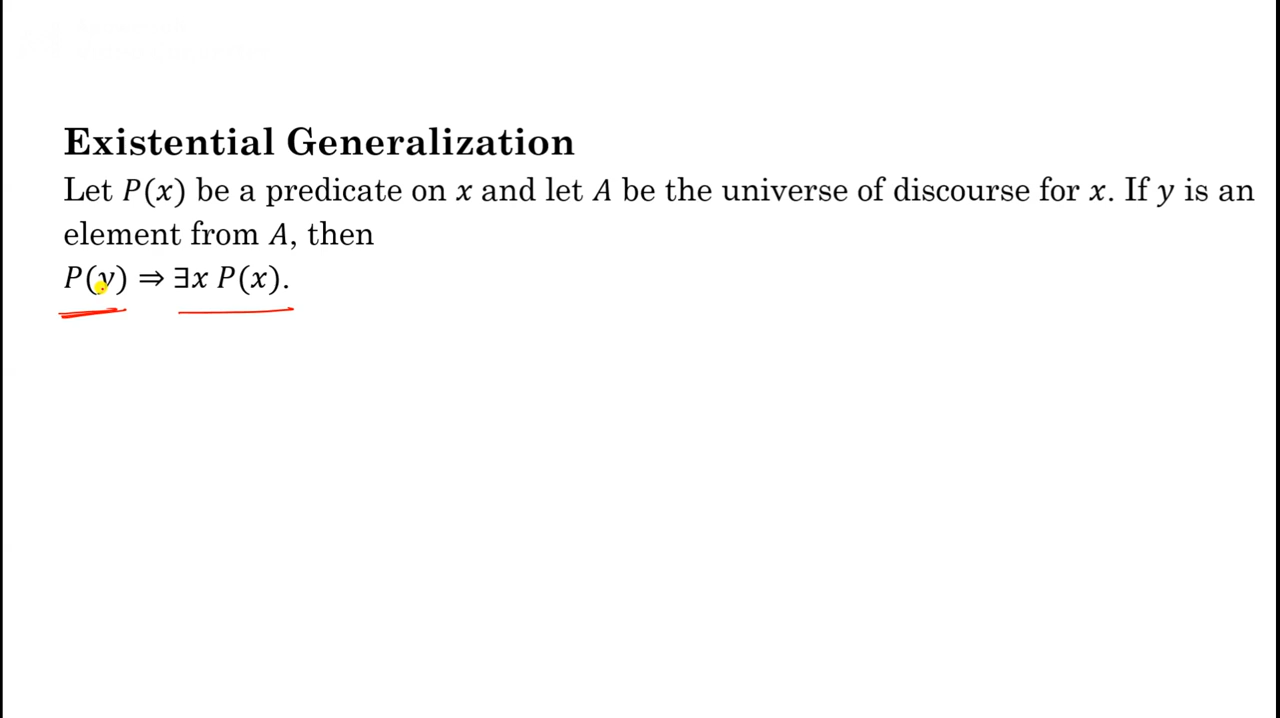 Existential Generalization
Let P(x) be a predicate on x and let A be the universe of discourse for x. If y is an
element from A, then
P(y) ⇒ ∃x P(x).